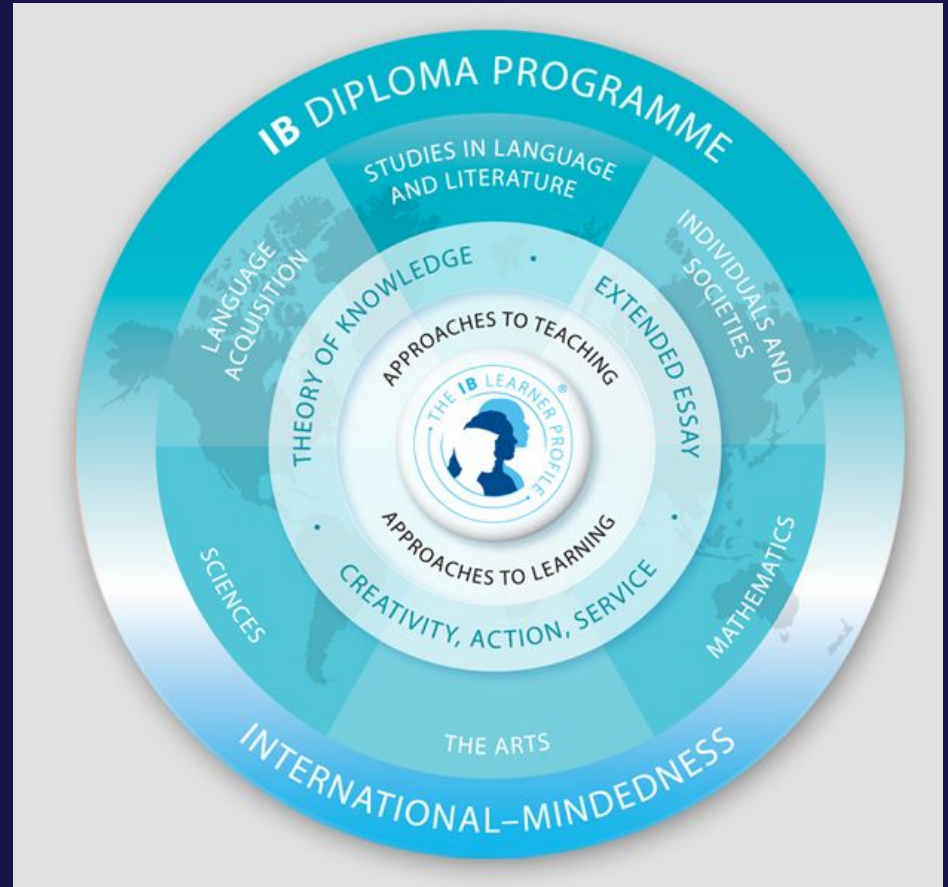 IB DIPLOMA PROGRAMME
STUDIES IN LANGUAGE
AND LITERATURE
LANGUAGE
ACQUISITION
INDIVIDUALS AND
SOCIETIES
THEORY OF KNOWLEDGE ·
EXTENDED ESSAY ·
APPROACHES TO TEACHING
· THE IB LEARNER PROFILE ·
®
APPROACHES TO LEARNING
CREATIVITY, ACTION, SERVICE ·
SCIENCES
MATHEMATICS
THE ARTS
INTERNATIONAL–MINDEDNESS